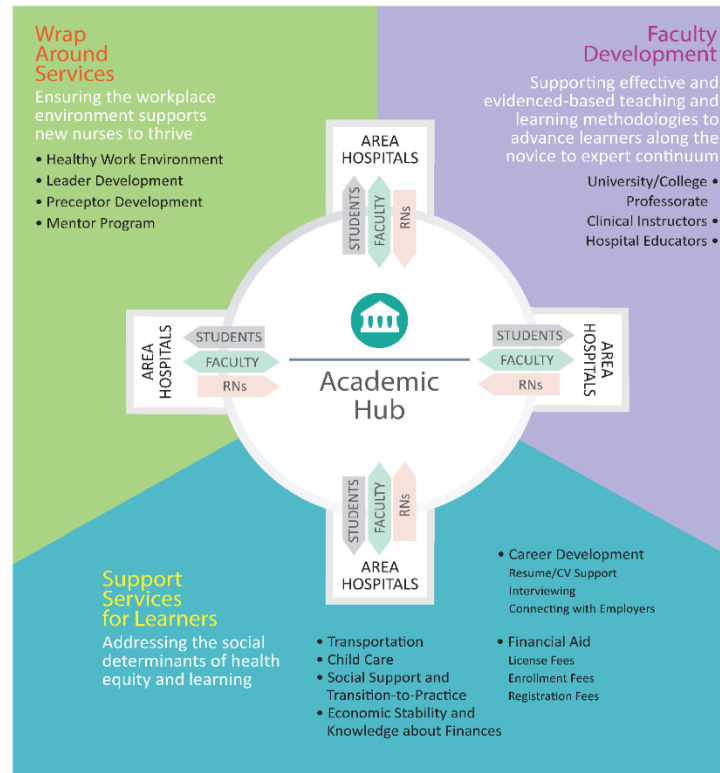 Wrap
Around
Services
Ensuring the workplace
environment supports
new nurses to thrive
• Healthy Work Environment
• Leader Development
• Preceptor Development
• Mentor Program
Faculty
Development
Supporting effective and
evidenced-based teaching and
learning methodologies to
advance learners along the
novice to expert continuum
University/College •
Professorate
Clinical Instructors •
Hospital Educators •
AREA
HOSPITALS
STUDENTS
FACULTY
RNs
AREA
HOSPITALS
STUDENTS
FACULTY
RNs
Academic
Hub
STUDENTS
FACULTY
RNs
AREA
HOSPITALS
STUDENTS
FACULTY
RNs
AREA
HOSPITALS
Support
Services
for Learners
Addressing the social
determinants of health
equity and learning
• Transportation
• Child Care
• Social Support and
Transition-to-Practice
• Economic Stability and
Knowledge about Finances
• Career Development
Resume/CV Support
Interviewing
Connecting with Employers
• Financial Aid
License Fees
Enrollment Fees
Registration Fees